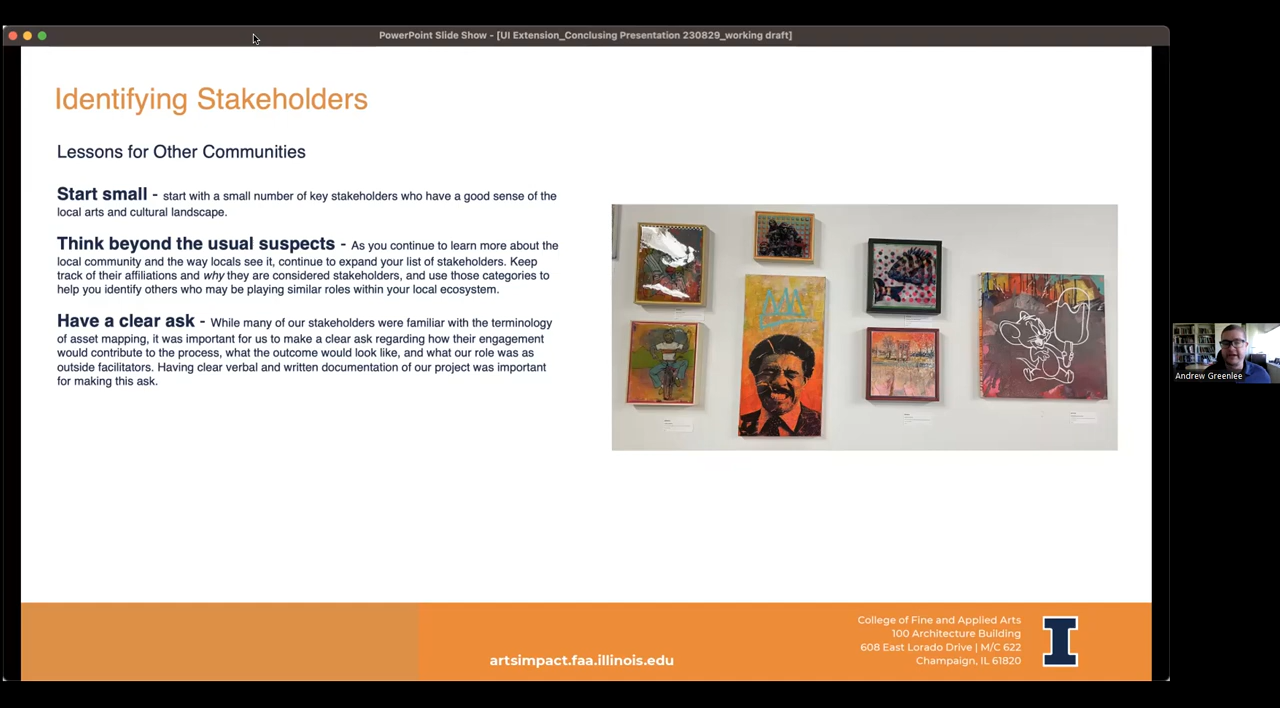 PowerPoint Slide Show - [UI Extension_Conclusing Presentation 230829_working draft]
Identifying Stakeholders
Lessons for Other Communities
Start small - start with a small number of key stakeholders who have a good sense of the
local arts and cultural landscape.
Think beyond the usual suspects - As you continue to learn more about the
local community and the way locals see it, continue to expand your list of stakeholders. Keep
track of their affiliations and why they are considered stakeholders, and use those categories to
help you identify others who may be playing similar roles within your local ecosystem.
Have a clear ask - While many of our stakeholders were familiar with the terminology
of asset mapping, it was important for us to make a clear ask regarding how their engagement
would contribute to the process, what the outcome would look like, and what our role was as
outside facilitators. Having clear verbal and written documentation of our project was important
for making this ask.
Andrew Greenlee
artsimpact.faa.illinois.edu
College of Fine and Applied Arts
100 Architecture Building
608 East Lorado Drive | M/C 622
Champaign, IL 61820
I